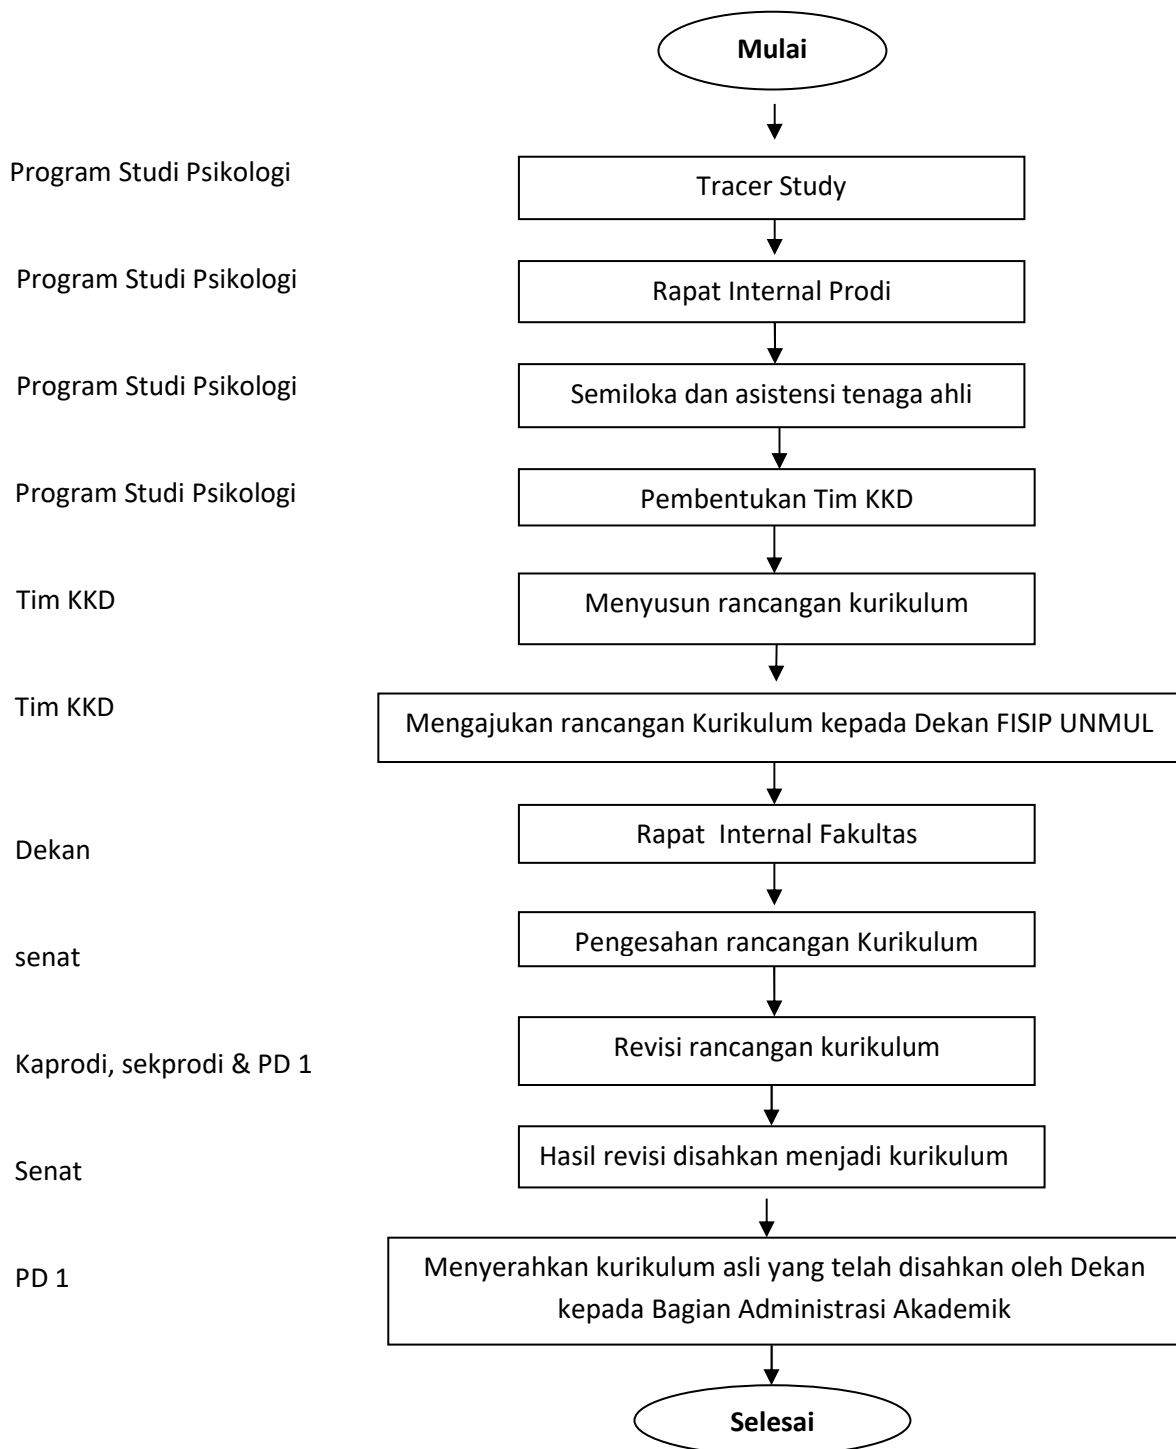 Mulai
Program Studi Psikologi
Tracer Study
Program Studi Psikologi
Rapat Internal Prodi
Program Studi Psikologi
Semiloka dan asistensi tenaga ahli
Program Studi Psikologi
Pembentukan Tim KKD
Tim KKD
Menyusun rancangan kurikulum
Tim KKD
Mengajukan rancangan Kurikulum kepada Dekan FISIP UNMUL
Dekan
Rapat  Internal Fakultas
senat
Pengesahan rancangan Kurikulum
Kaprodi, sekprodi & PD 1
Revisi rancangan kurikulum
Senat
Hasil revisi disahkan menjadi kurikulum
PD 1
Menyerahkan kurikulum asli yang telah disahkan oleh Dekan
kepada Bagian Administrasi Akademik
Selesai